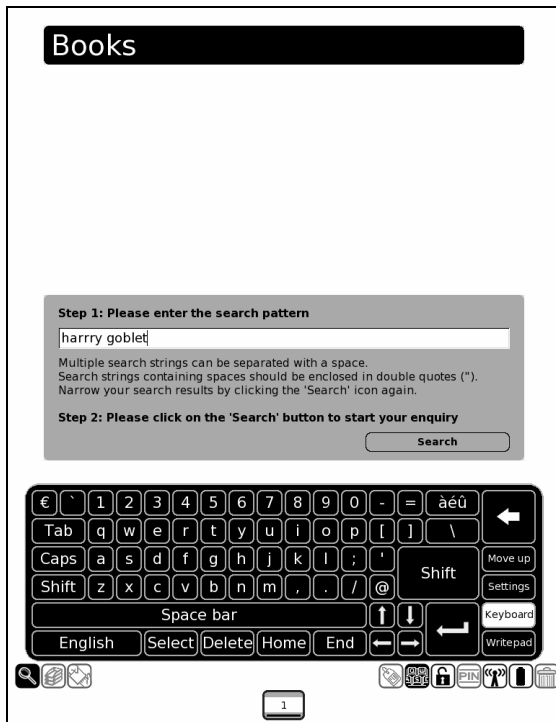 Books
Step 1: Please enter the search pattern
harrry goblet
Multiple search strings can be separated with a space.
Search strings containing spaces should be enclosed in double quotes (").
Narrow your search results by clicking the 'Search' icon again.
Step 2: Please click on the 'Search' button to start your enquiry
Search
€ ` 1 2 3 4 5 6 7 8 9 0 - = àéû
Tab q w e r t y u i o p [ ] \
Caps a s d f g h j k l ; ' Shift Move up
Shift z x c v b n m , . / @ Settings
Space bar Keyboard
English Select Delete Home End Writepad
PIN
1